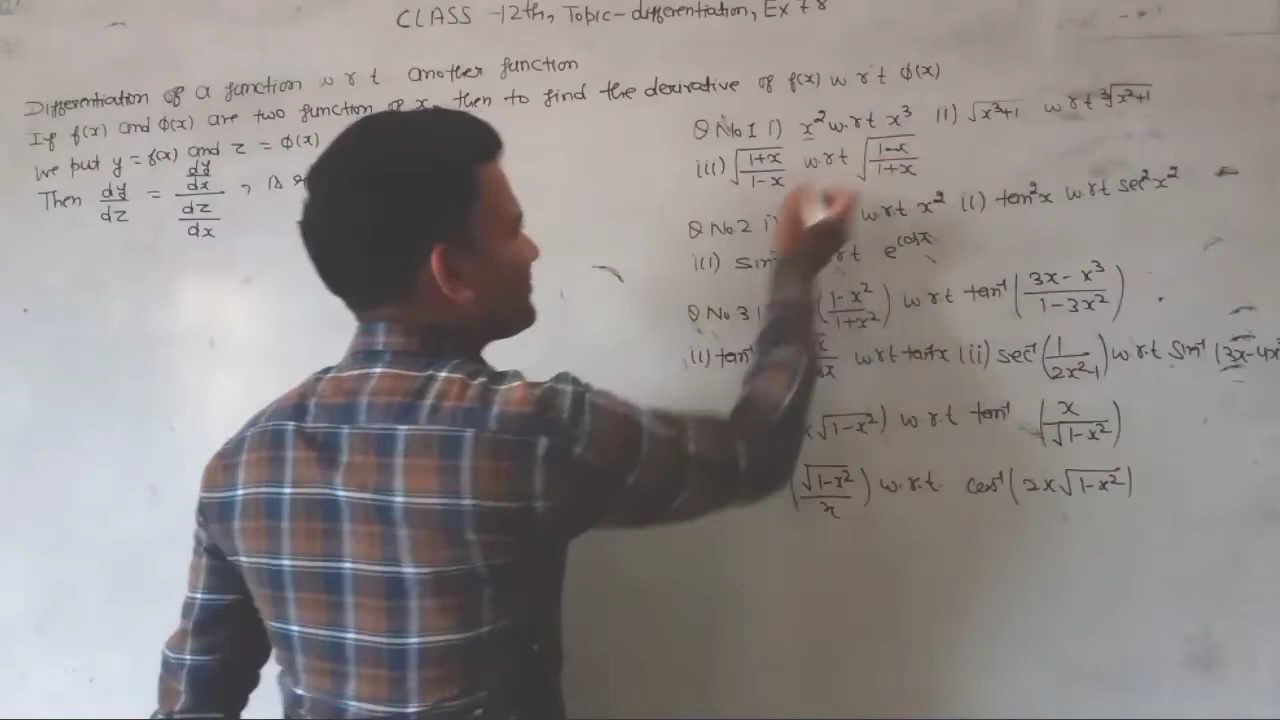 CLASS -12th, Topic-differentiation, Ex 7.8
Differentiation of a function w r t another function
If f(x) and ϕ(x) are two function of x then to find the derivative of f(x) w r t ϕ(x)
we put y = f(x) and z = ϕ(x)
Then dy/dz = (dy/dx)/(dz/dx) ,
Q No 1 i) x² w.r.t x³ (ii) √(x³+1) w r t ∛(x²+1)
iii) √((1+x)/(1-x)) w.r.t √((1-x)/(1+x))
Q No 2 i) w r t x² (ii) tan²x w r t sec²x²
iii) sin e^(cosx)
Q No 3 ((1-x²)/(1+x²)) w r t tan⁻¹((3x-x³)/(1-3x²))
(i) tan⁻¹ w r t tan⁻¹x (ii) sec⁻¹(1/(2x²-1)) w.r.t sin⁻¹(3x-4x³
√(1-x²)) w r.t tan⁻¹(x/√(1-x²))
(√(1-x²)/x) w.r.t. cos⁻¹(2x√(1-x²))